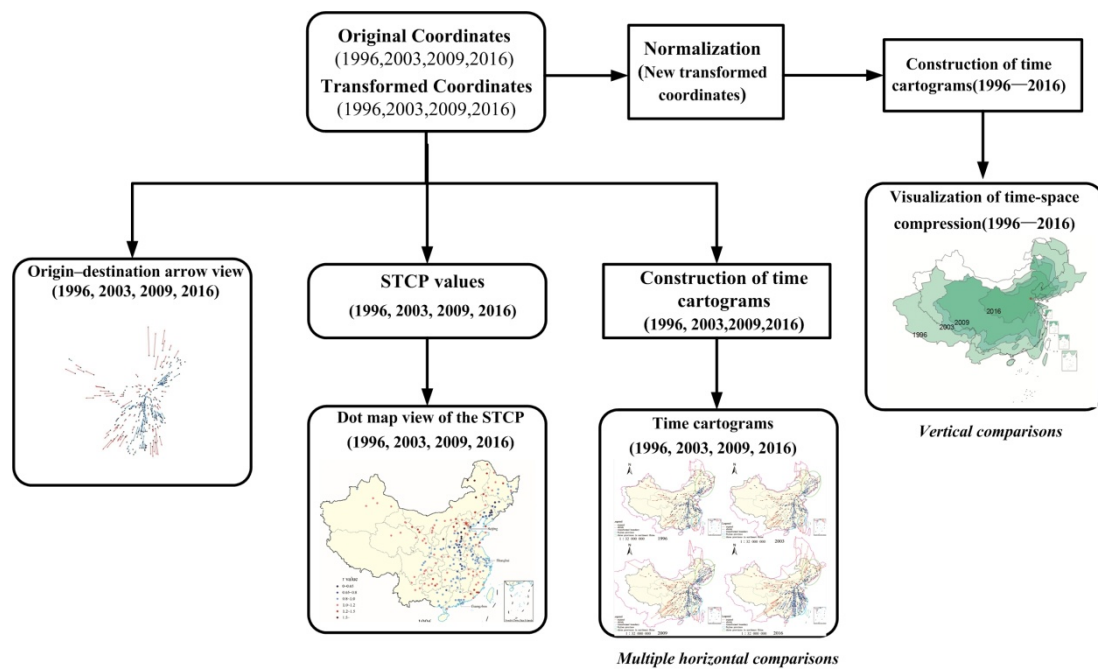 Original Coordinates
(1996,2003,2009,2016)
Transformed Coordinates
(1996,2003,2009,2016)
Normalization
(New transformed
coordinates)
Construction of time
cartograms(1996—2016)
Visualization of time-space
compression(1996—2016)
1996
2003
2009
2016
Vertical comparisons
Origin–destination arrow view
(1996, 2003, 2009, 2016)
STCP values
(1996, 2003, 2009, 2016)
Construction of time
cartograms
(1996, 2003,2009,2016)
Dot map view of the STCP
(1996, 2003, 2009, 2016)
Beijing
Shanghai
Guangzhou
r value
Time cartograms
(1996, 2003, 2009, 2016)
N
N
1996
2003
N
N
2009
2016
Multiple horizontal comparisons